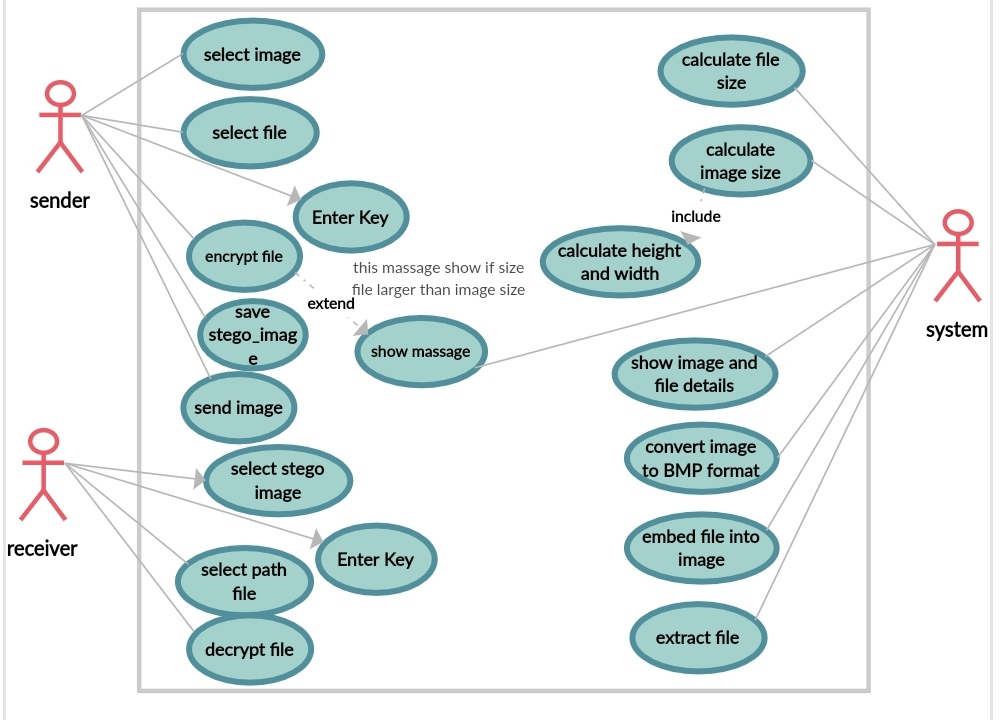 select image
select file
Enter Key
encrypt file
extend
this massage show if size
file larger than image size
show massage
save
stego_imag
e
send image
sender
select stego
image
Enter Key
select path
file
decrypt file
receiver
calculate file
size
calculate
image size
include
calculate height
and width
show image and
file details
convert image
to BMP format
embed file into
image
extract file
system